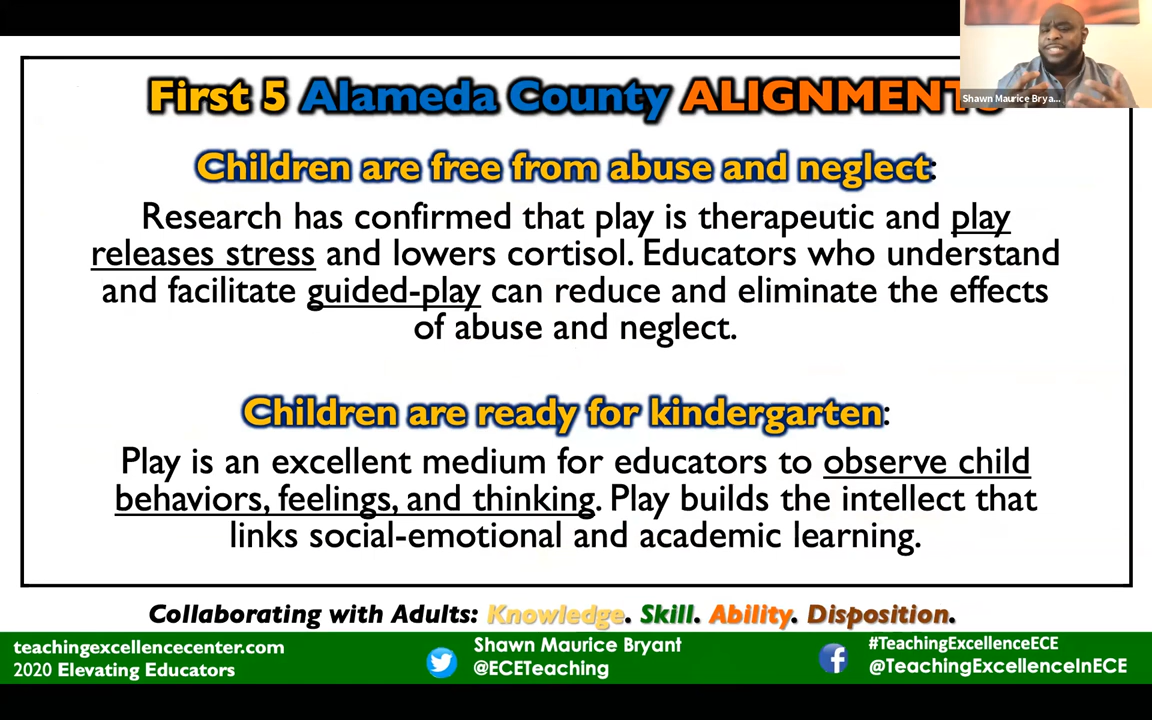 First 5 Alameda County ALIGNMENT
Shawn Maurice Brya...
Children are free from abuse and neglect:
Research has confirmed that play is therapeutic and play
releases stress and lowers cortisol. Educators who understand
and facilitate guided-play can reduce and eliminate the effects
of abuse and neglect.
Children are ready for kindergarten:
Play is an excellent medium for educators to observe child
behaviors, feelings, and thinking. Play builds the intellect that
links social-emotional and academic learning.
Collaborating with Adults: Knowledge. Skill. Ability. Disposition.
teachingexcellencecenter.com
2020 Elevating Educators
Shawn Maurice Bryant
@ECETeaching
#TeachingExcellenceECE
@TeachingExcellenceInECE